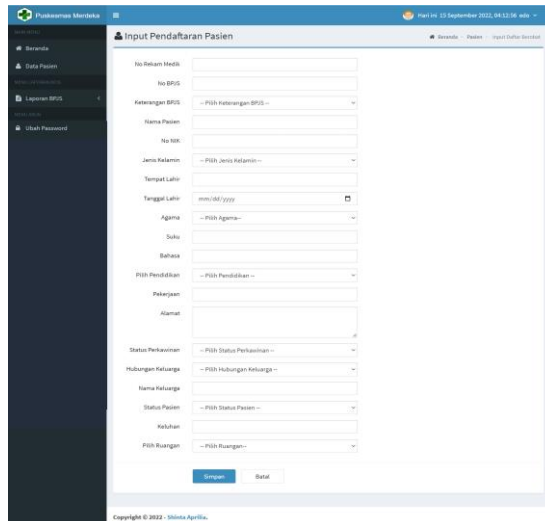 Puskesmas Merdeka
Hari ini 13 September 2022, 04:12:56
Beranda
Data Pasien
Laporan BPJS
Ubah Password
Input Pendaftaran Pasien
Beranda Pasien Input Daftar Berobat
No Rekam Medik
No BPJS
Keterangan BPJS -- Pilih Keterangan BPJS --
Nama Pasien
No NIK
Jenis Kelamin -- Pilih Jenis Kelamin --
Tempat Lahir
Tanggal Lahir mm/dd/yyyy
Agama -- Pilih Agama--
Suku
Bahasa
Pilih Pendidikan -- Pilih Pendidikan --
Pekerjaan
Alamat
Status Perkawinan -- Pilih Status Perkawinan --
Hubungan Keluarga -- Pilih Hubungan Keluarga --
Nama Keluarga
Status Pasien -- Pilih Status Pasien --
Keluhan
Pilih Ruangan -- Pilih Ruangan--
Simpan Batal
Copyright © 2022 - Shinta Aprilia.